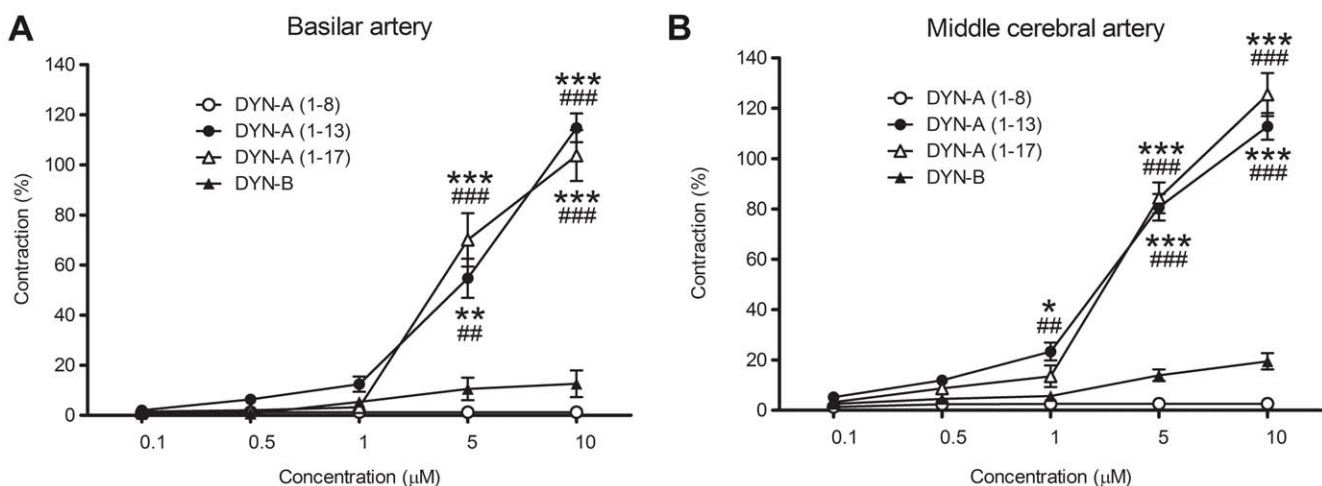 A
Basilar artery
Contraction (%)
140
120
100
80
60
40
20
0
DYN-A (1-8)
DYN-A (1-13)
DYN-A (1-17)
DYN-B
***
###
***
###
***
###
**
##
0.1
0.5
1
5
10
Concentration (μM)
B
Middle cerebral artery
Contraction (%)
140
120
100
80
60
40
20
0
DYN-A (1-8)
DYN-A (1-13)
DYN-A (1-17)
DYN-B
***
###
***
###
***
###
***
###
*
##
0.1
0.5
1
5
10
Concentration (μM)